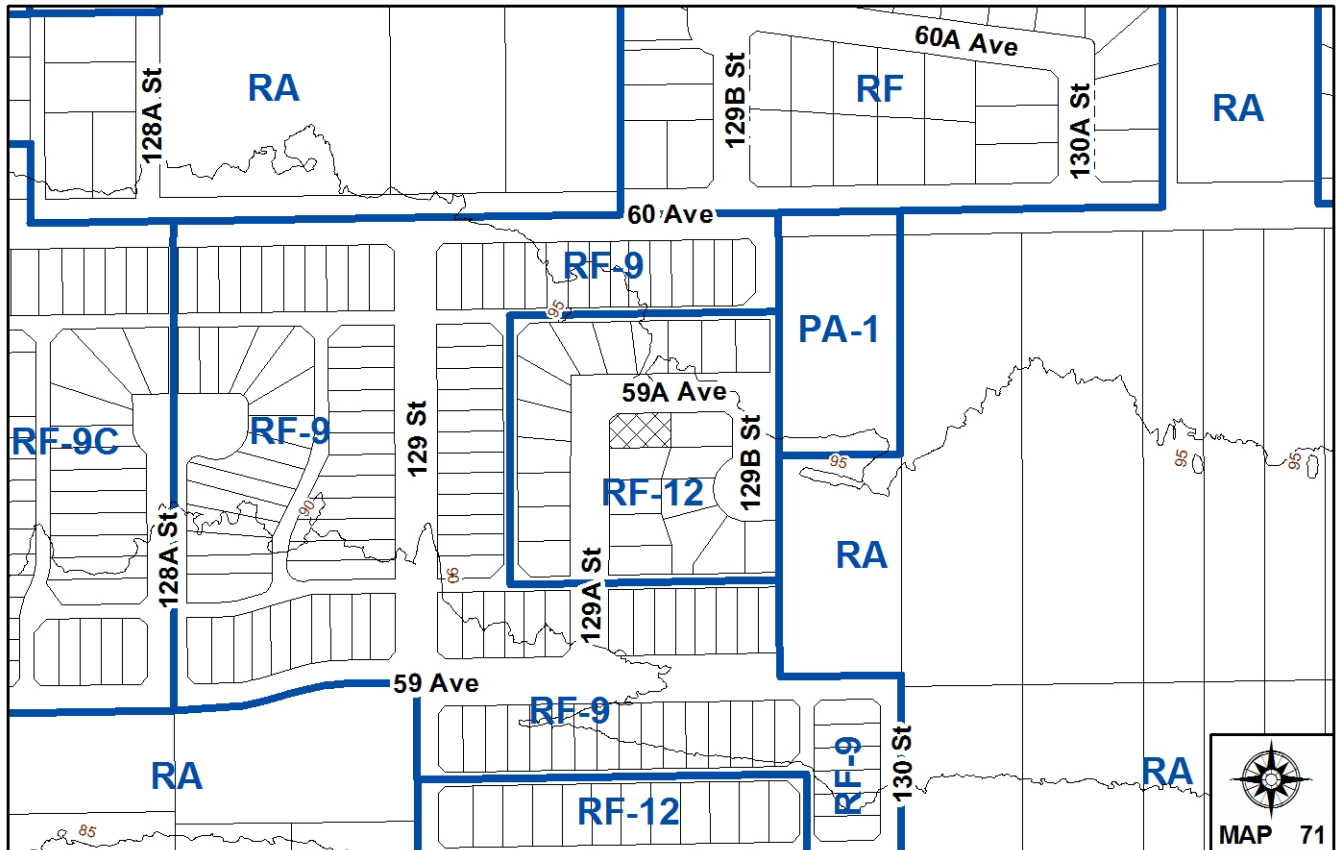 60A Ave
128A St
RA
129B St
RF
130A St
RA
60 Ave
RF-9
95
PA-1
59A Ave
129 St
RF-9C
RF-9
129B St
95
95
95
RF-12
90
128A St
RA
90
129A St
59 Ave
RF-9
RF-9
130 St
RA
RA
RF-12
85
MAP 71